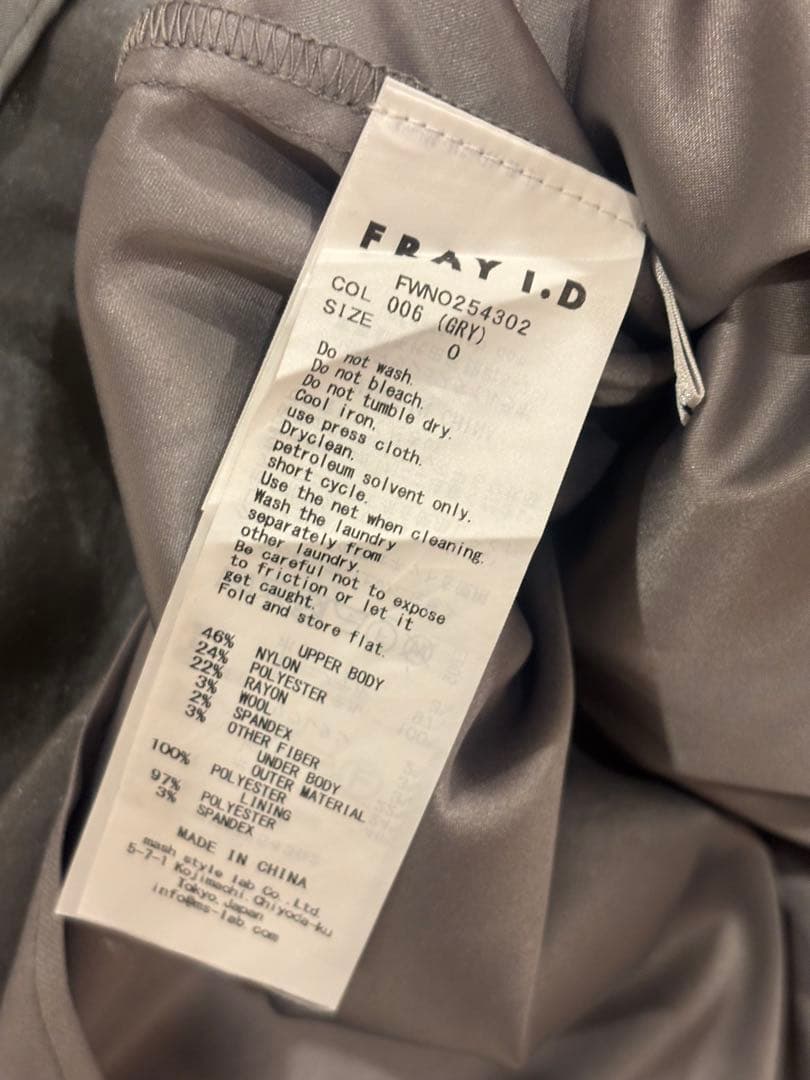 FRAY I.D
FWNO254302
COL 006 (GRY)
SIZE 0
Do not wash.
Do not bleach.
Do not tumble dry.
Cool iron.
use press cloth.
Dryclean.
petroleum solvent only.
short cycle.
Use the net when cleaning.
Wash the laundry
separately from
other laundry.
Be careful not to expose
to friction or let it
get caught.
Fold and store flat.
UPPER BODY
46% NYLON
24% POLYESTER
22% RAYON
3% WOOL
2% SPANDEX
3% OTHER FIBER
UNDER BODY
OUTER MATERIAL
100% POLYESTER
LINING
97% POLYESTER
3% SPANDEX
MADE IN CHINA
mash style lab Co., Ltd.
5-7-1 Kojimachi Chiyoda-ku
Tokyo Japan
info@ms-lab.com